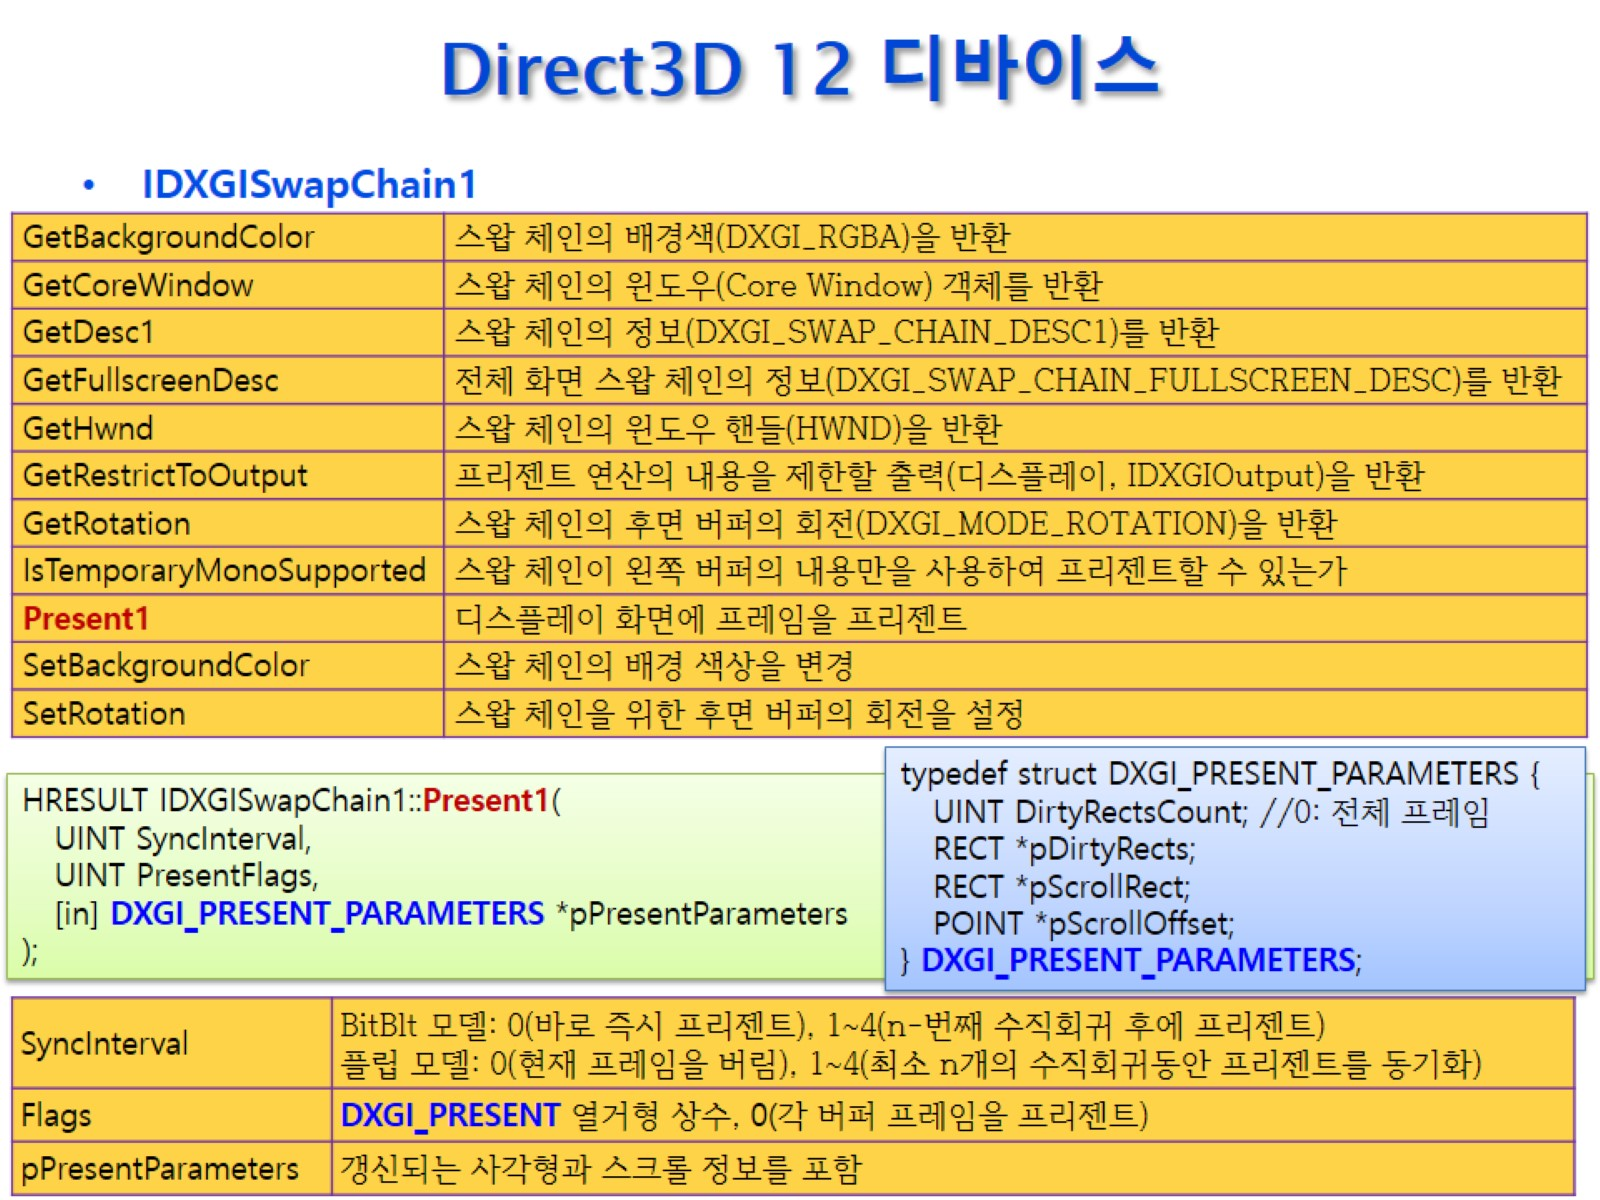 Direct3D 12 디바이스
• IDXGISwapChain1
GetBackgroundColor 스왑 체인의 배경색(DXGI_RGBA)을 반환
GetCoreWindow 스왑 체인의 윈도우(Core Window) 객체를 반환
GetDesc1 스왑 체인의 정보(DXGI_SWAP_CHAIN_DESC1)를 반환
GetFullscreenDesc 전체 화면 스왑 체인의 정보(DXGI_SWAP_CHAIN_FULLSCREEN_DESC)를 반환
GetHwnd 스왑 체인의 윈도우 핸들(HWND)을 반환
GetRestrictToOutput 프리젠트 연산의 내용을 제한할 출력(디스플레이, IDXGIOutput)을 반환
GetRotation 스왑 체인의 후면 버퍼의 회전(DXGI_MODE_ROTATION)을 반환
IsTemporaryMonoSupported 스왑 체인이 왼쪽 버퍼의 내용만을 사용하여 프리젠트할 수 있는가
Present1 디스플레이 화면에 프레임을 프리젠트
SetBackgroundColor 스왑 체인의 배경 색상을 변경
SetRotation 스왑 체인을 위한 후면 버퍼의 회전을 설정
HRESULT IDXGISwapChain1::Present1(
UINT SyncInterval,
UINT PresentFlags,
[in] DXGI_PRESENT_PARAMETERS *pPresentParameters
);
typedef struct DXGI_PRESENT_PARAMETERS {
UINT DirtyRectsCount; //0: 전체 프레임
RECT *pDirtyRects;
RECT *pScrollRect;
POINT *pScrollOffset;
} DXGI_PRESENT_PARAMETERS;
SyncInterval BitBlt 모델: 0(바로 즉시 프리젠트), 1~4(n-번째 수직회귀 후에 프리젠트)
플립 모델: 0(현재 프레임을 버림), 1~4(최소 n개의 수직회귀동안 프리젠트를 동기화)
Flags DXGI_PRESENT 열거형 상수, 0(각 버퍼 프레임을 프리젠트)
pPresentParameters 갱신되는 사각형과 스크롤 정보를 포함